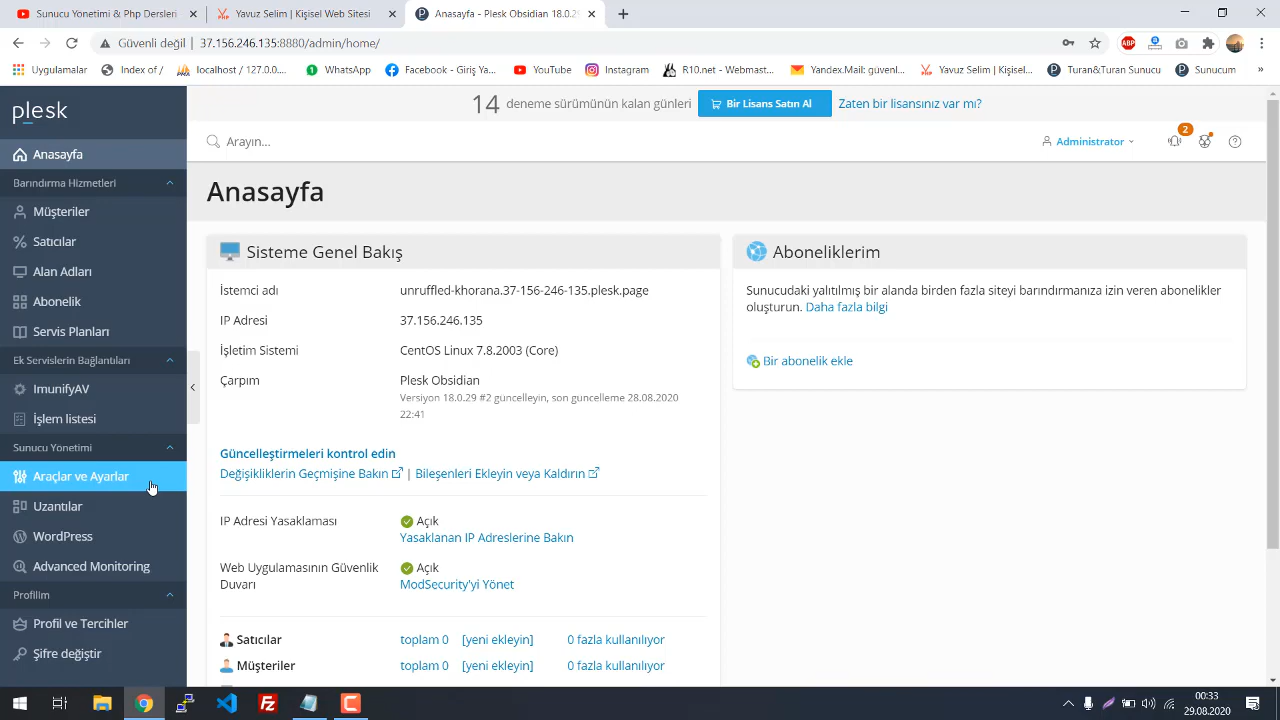 Sunucu Yönetimi & Php Dersleri
Yavuz Selim | Kişisel Web Sitesi
Anasayfa - Plesk Obsidian 18.0.29
Güvenli değil | 37.156.246.135:8880/admin/home/
ABP
Uygulamalar
Index of /
localhost / 127.0.0...
WhatsApp
Facebook - Giriş Ya...
YouTube
Instagram
R10.net - Webmast...
Yandex.Mail: güvenl...
Yavuz Selim | Kişisel...
Turan&Turan Sunucu
Sunucum
»
plesk
14 deneme sürümünün kalan günleri
Bir Lisans Satın Al
Zaten bir lisansınız var mı?
Arayın...
Administrator
2
Anasayfa
Barındırma Hizmetleri
Müşteriler
Satıcılar
Alan Adları
Abonelik
Servis Planları
Ek Servislerin Bağlantıları
ImunifyAV
İşlem listesi
Sunucu Yönetimi
Araçlar ve Ayarlar
Uzantılar
WordPress
Advanced Monitoring
Profilim
Profil ve Tercihler
Şifre değiştir
Anasayfa
Sisteme Genel Bakış
İstemci adı
unruffled-khorana.37-156-246-135.plesk.page
IP Adresi
37.156.246.135
İşletim Sistemi
CentOS Linux 7.8.2003 (Core)
Çarpım
Plesk Obsidian
Versiyon 18.0.29 #2 güncelleyin, son güncelleme 28.08.2020
22:41
Güncelleştirmeleri kontrol edin
Değişikliklerin Geçmişine Bakın | Bileşenleri Ekleyin veya Kaldırın
IP Adresi Yasaklaması
Açık
Yasaklanan IP Adreslerine Bakın
Web Uygulamasının Güvenlik
Duvarı
Açık
ModSecurity'yi Yönet
Satıcılar
toplam 0 [yeni ekleyin] 0 fazla kullanılıyor
Müşteriler
toplam 0 [yeni ekleyin] 0 fazla kullanılıyor
Aboneliklerim
Sunucudaki yalıtılmış bir alanda birden fazla siteyi barındırmanıza izin veren abonelikler
oluşturun. Daha fazla bilgi
Bir abonelik ekle
00:33
29.08.2020